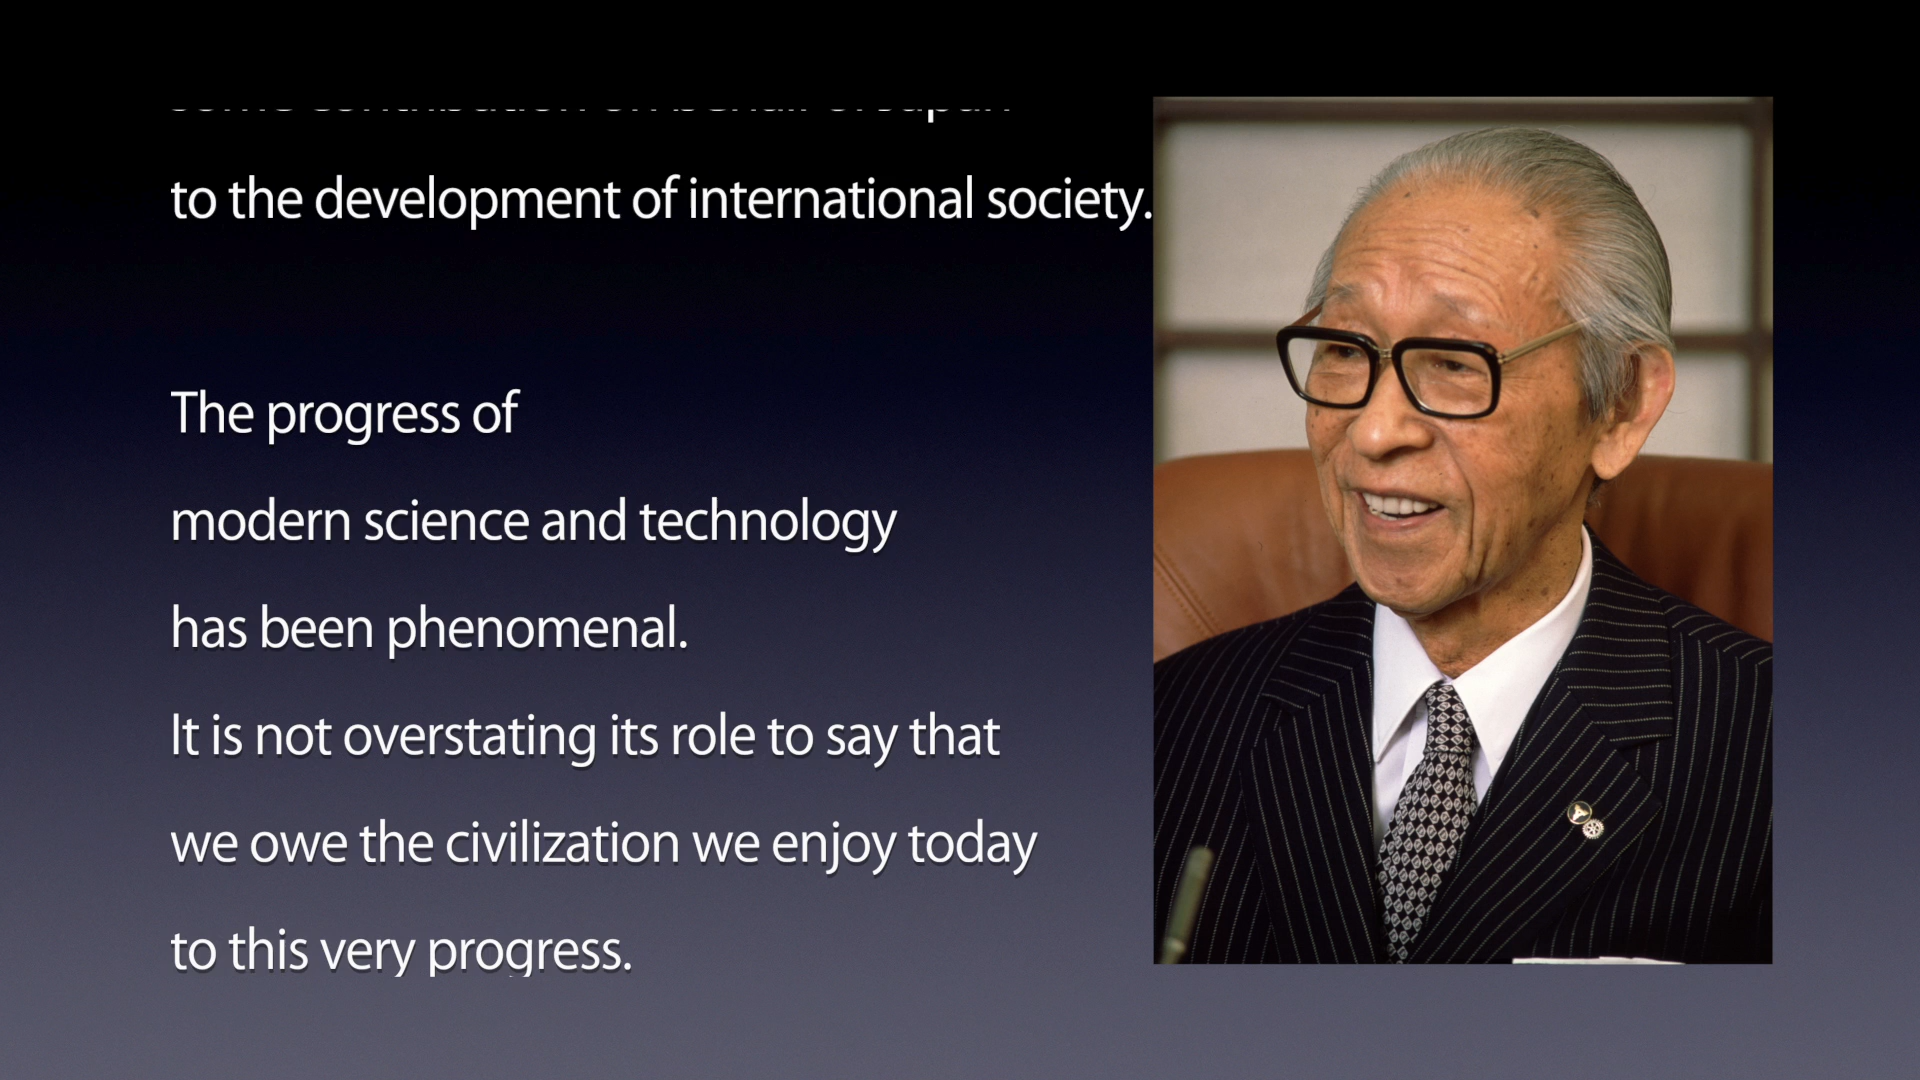 to the development of international society.
The progress of
modern science and technology
has been phenomenal.
It is not overstating its role to say that
we owe the civilization we enjoy today
to this very progress.